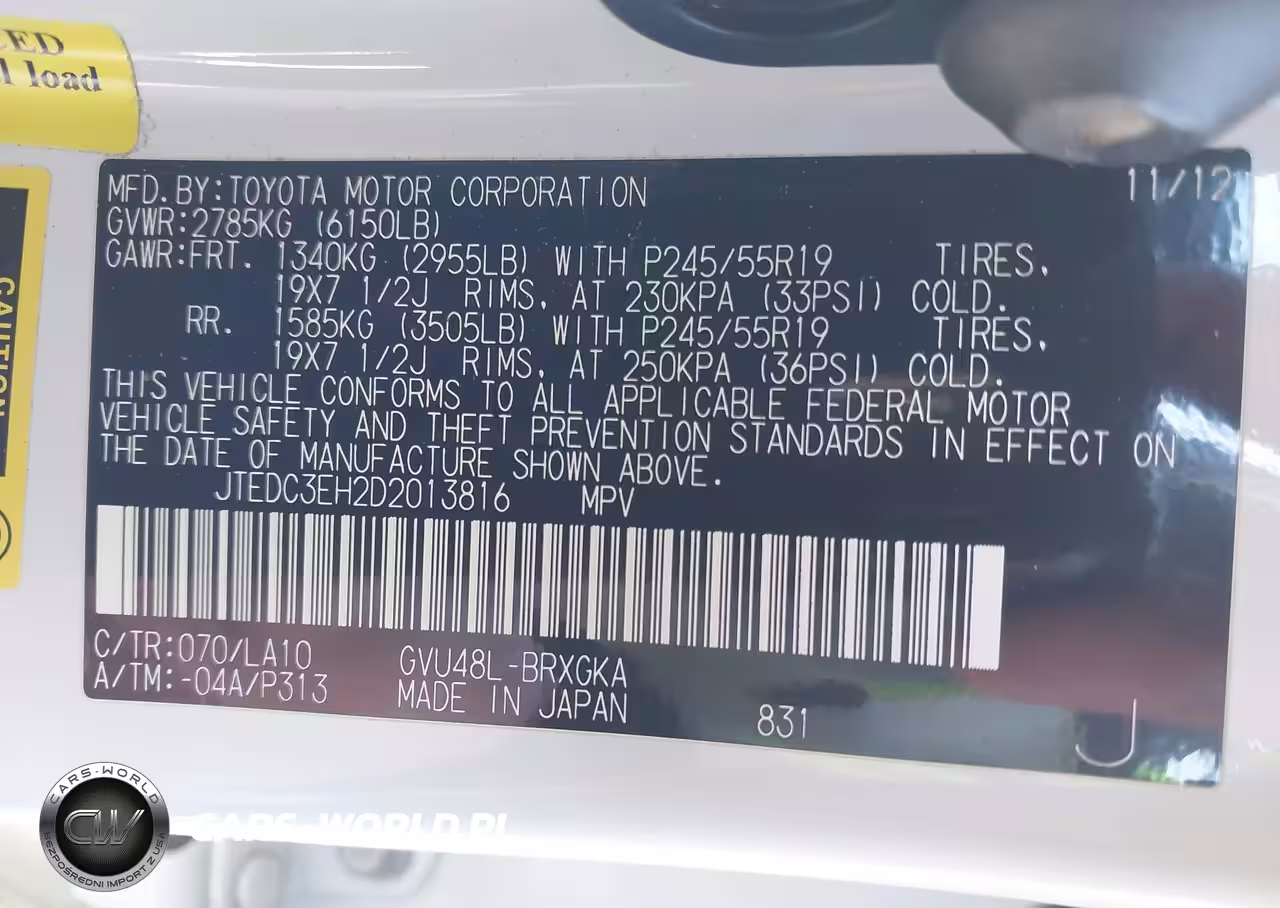 CED
l load
CAUTION
MFD.BY:TOYOTA MOTOR CORPORATION 11/12
GVWR:2785KG (6150LB)
GAWR:FRT. 1340KG (2955LB) WITH P245/55R19 TIRES.
19X7 1/2J RIMS, AT 230KPA (33PSI) COLD.
RR. 1585KG (3505LB) WITH P245/55R19 TIRES.
19X7 1/2J RIMS, AT 250KPA (36PSI) COLD.
THIS VEHICLE CONFORMS TO ALL APPLICABLE FEDERAL MOTOR
VEHICLE SAFETY AND THEFT PREVENTION STANDARDS IN EFFECT ON
THE DATE OF MANUFACTURE SHOWN ABOVE.
JTEDC3EH2D2013816 MPV
C/TR:070/LA10 GVU48L-BRXGKA
A/TM:-04A/P313 MADE IN JAPAN 831 J
CARS-WORLD
CW
BEZPOŚREDNI IMPORT Z USA
CARS-WORLD.PL